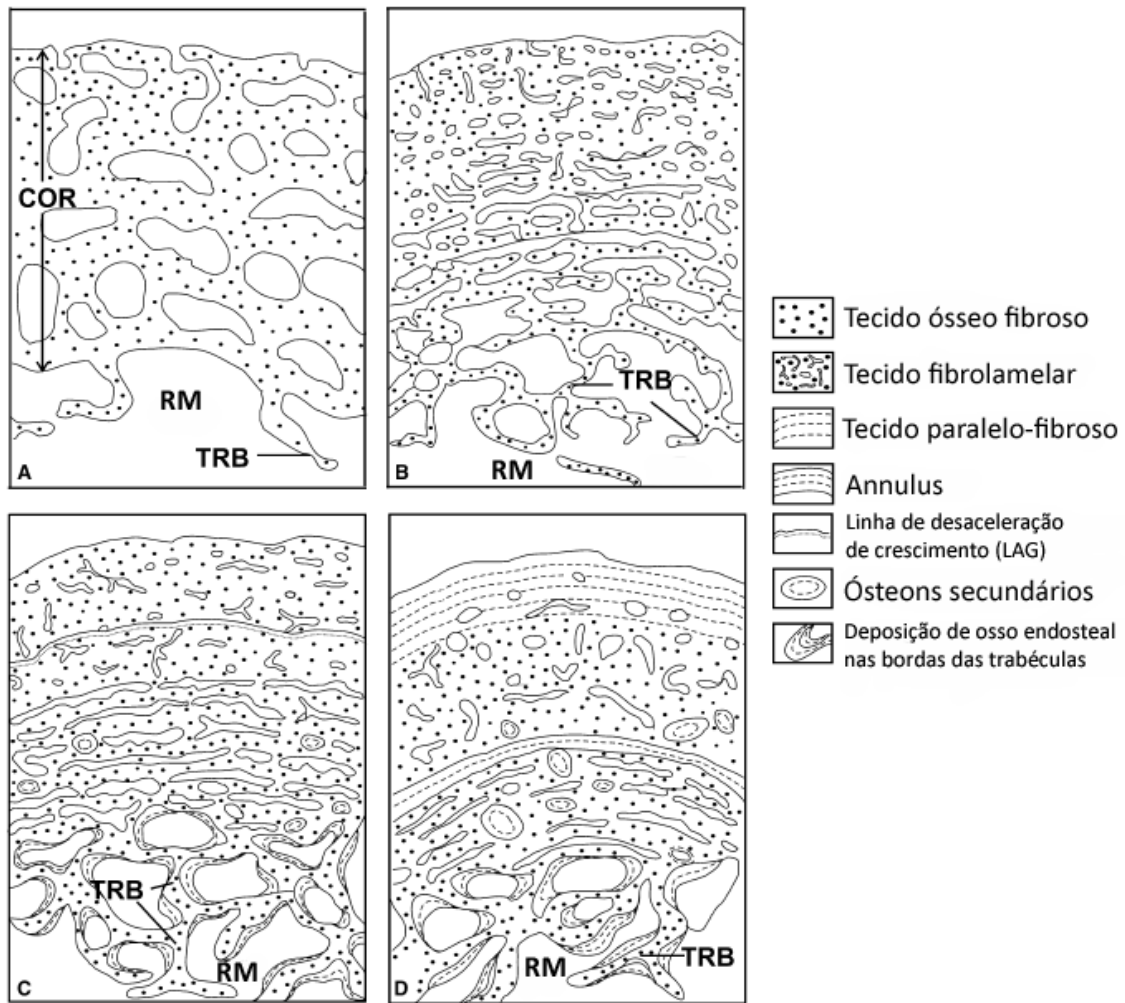 COR
RM
TRB
A
TRB
RM
B
TRB
RM
C
RM
TRB
D
Tecido ósseo fibroso
Tecido fibrolamelar
Tecido paralelo-fibroso
Annulus
Linha de desaceleração
de crescimento (LAG)
Ósteons secundários
Deposição de osso endosteal
nas bordas das trabéculas